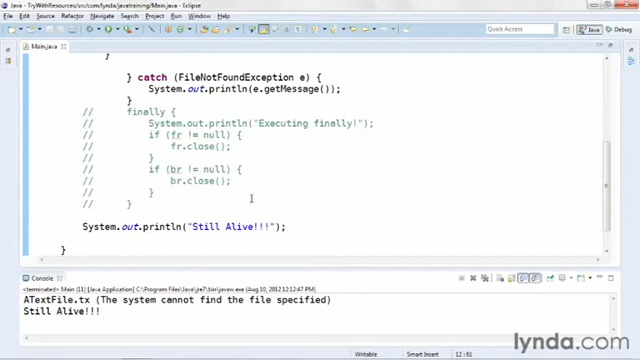 Java - TryWithResources/src/com/lynda/javatraining/Main.java - Eclipse
File Edit Source Refactor Navigate Search Project Run Window Help
Quick Access
Java
Debug
Main.java
}
} catch (FileNotFoundException e) {
System.out.println(e.getMessage());
}
// finally {
// System.out.println("Executing finally!");
// if (fr != null) {
// fr.close();
// }
// if (br != null) {
// br.close();
// }
// }
System.out.println("Still Alive!!!");
}
Console
<terminated> Main (11) [Java Application] C:\Program Files\Java\jre7\bin\javaw.exe (Aug 10, 2012 12:12:47 PM)
ATextFile.tx (The system cannot find the file specified)
Still Alive!!!
Writable
Smart Insert
12 : 61
lynda.com